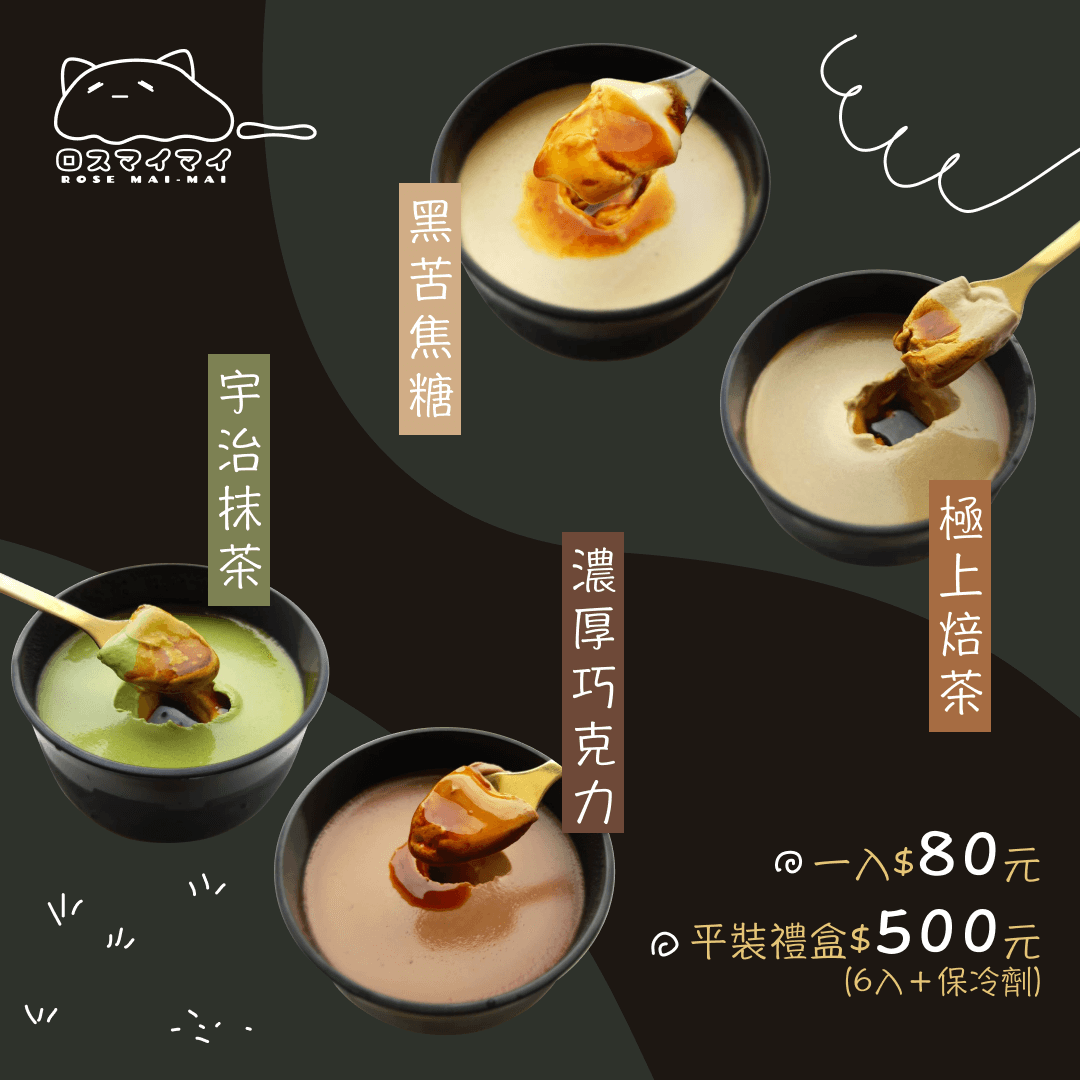 ロスマイマイ
ROSE MAI-MAI
黑苦焦糖
宇治抹茶
極上焙茶
濃厚巧克力
一入$80元
平裝禮盒$500元
(6入+保冷劑)